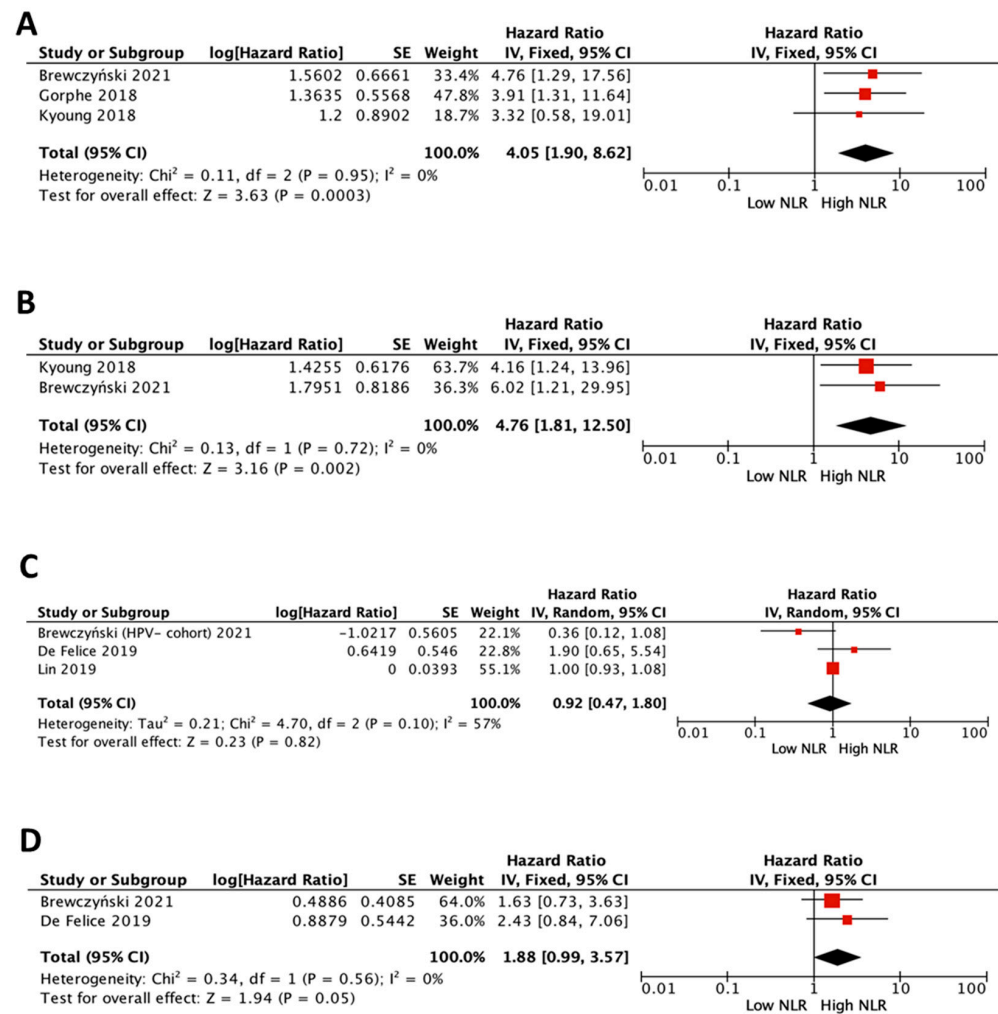 A
Hazard Ratio Hazard Ratio
Study or Subgroup log[Hazard Ratio] SE Weight IV, Fixed, 95% CI IV, Fixed, 95% CI
Brewczyński 2021 1.5602 0.6661 33.4% 4.76 [1.29, 17.56]
Gorphe 2018 1.3635 0.5568 47.8% 3.91 [1.31, 11.64]
Kyoung 2018 1.2 0.8902 18.7% 3.32 [0.58, 19.01]
Total (95% CI) 100.0% 4.05 [1.90, 8.62]
Heterogeneity: Chi² = 0.11, df = 2 (P = 0.95); I² = 0%
Test for overall effect: Z = 3.63 (P = 0.0003)
0.01 0.1 1 10 100
Low NLR High NLR
B
Hazard Ratio Hazard Ratio
Study or Subgroup log[Hazard Ratio] SE Weight IV, Fixed, 95% CI IV, Fixed, 95% CI
Kyoung 2018 1.4255 0.6176 63.7% 4.16 [1.24, 13.96]
Brewczyński 2021 1.7951 0.8186 36.3% 6.02 [1.21, 29.95]
Total (95% CI) 100.0% 4.76 [1.81, 12.50]
Heterogeneity: Chi² = 0.13, df = 1 (P = 0.72); I² = 0%
Test for overall effect: Z = 3.16 (P = 0.002)
0.01 0.1 1 10 100
Low NLR High NLR
C
Hazard Ratio Hazard Ratio
Study or Subgroup log[Hazard Ratio] SE Weight IV, Random, 95% CI IV, Random, 95% CI
Brewczyński (HPV- cohort) 2021 -1.0217 0.5605 22.1% 0.36 [0.12, 1.08]
De Felice 2019 0.6419 0.546 22.8% 1.90 [0.65, 5.54]
Lin 2019 0 0.0393 55.1% 1.00 [0.93, 1.08]
Total (95% CI) 100.0% 0.92 [0.47, 1.80]
Heterogeneity: Tau² = 0.21; Chi² = 4.70, df = 2 (P = 0.10); I² = 57%
Test for overall effect: Z = 0.23 (P = 0.82)
0.01 0.1 1 10 100
Low NLR High NLR
D
Hazard Ratio Hazard Ratio
Study or Subgroup log[Hazard Ratio] SE Weight IV, Fixed, 95% CI IV, Fixed, 95% CI
Brewczyński 2021 0.4886 0.4085 64.0% 1.63 [0.73, 3.63]
De Felice 2019 0.8879 0.5442 36.0% 2.43 [0.84, 7.06]
Total (95% CI) 100.0% 1.88 [0.99, 3.57]
Heterogeneity: Chi² = 0.34, df = 1 (P = 0.56); I² = 0%
Test for overall effect: Z = 1.94 (P = 0.05)
0.01 0.1 1 10 100
Low NLR High NLR